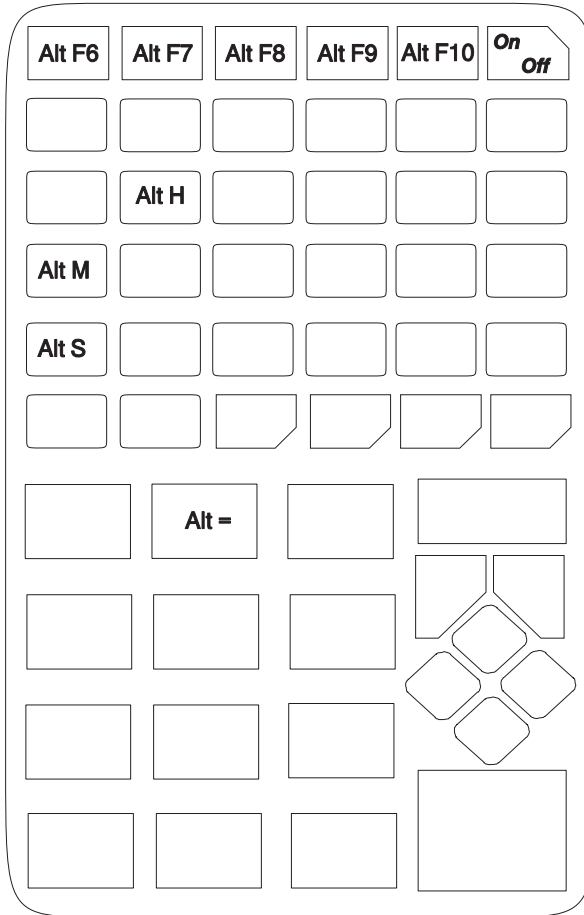 Alt F6 Alt F7 Alt F8 Alt F9 Alt F10 On
Off
Alt H
Alt M
Alt S
Alt =